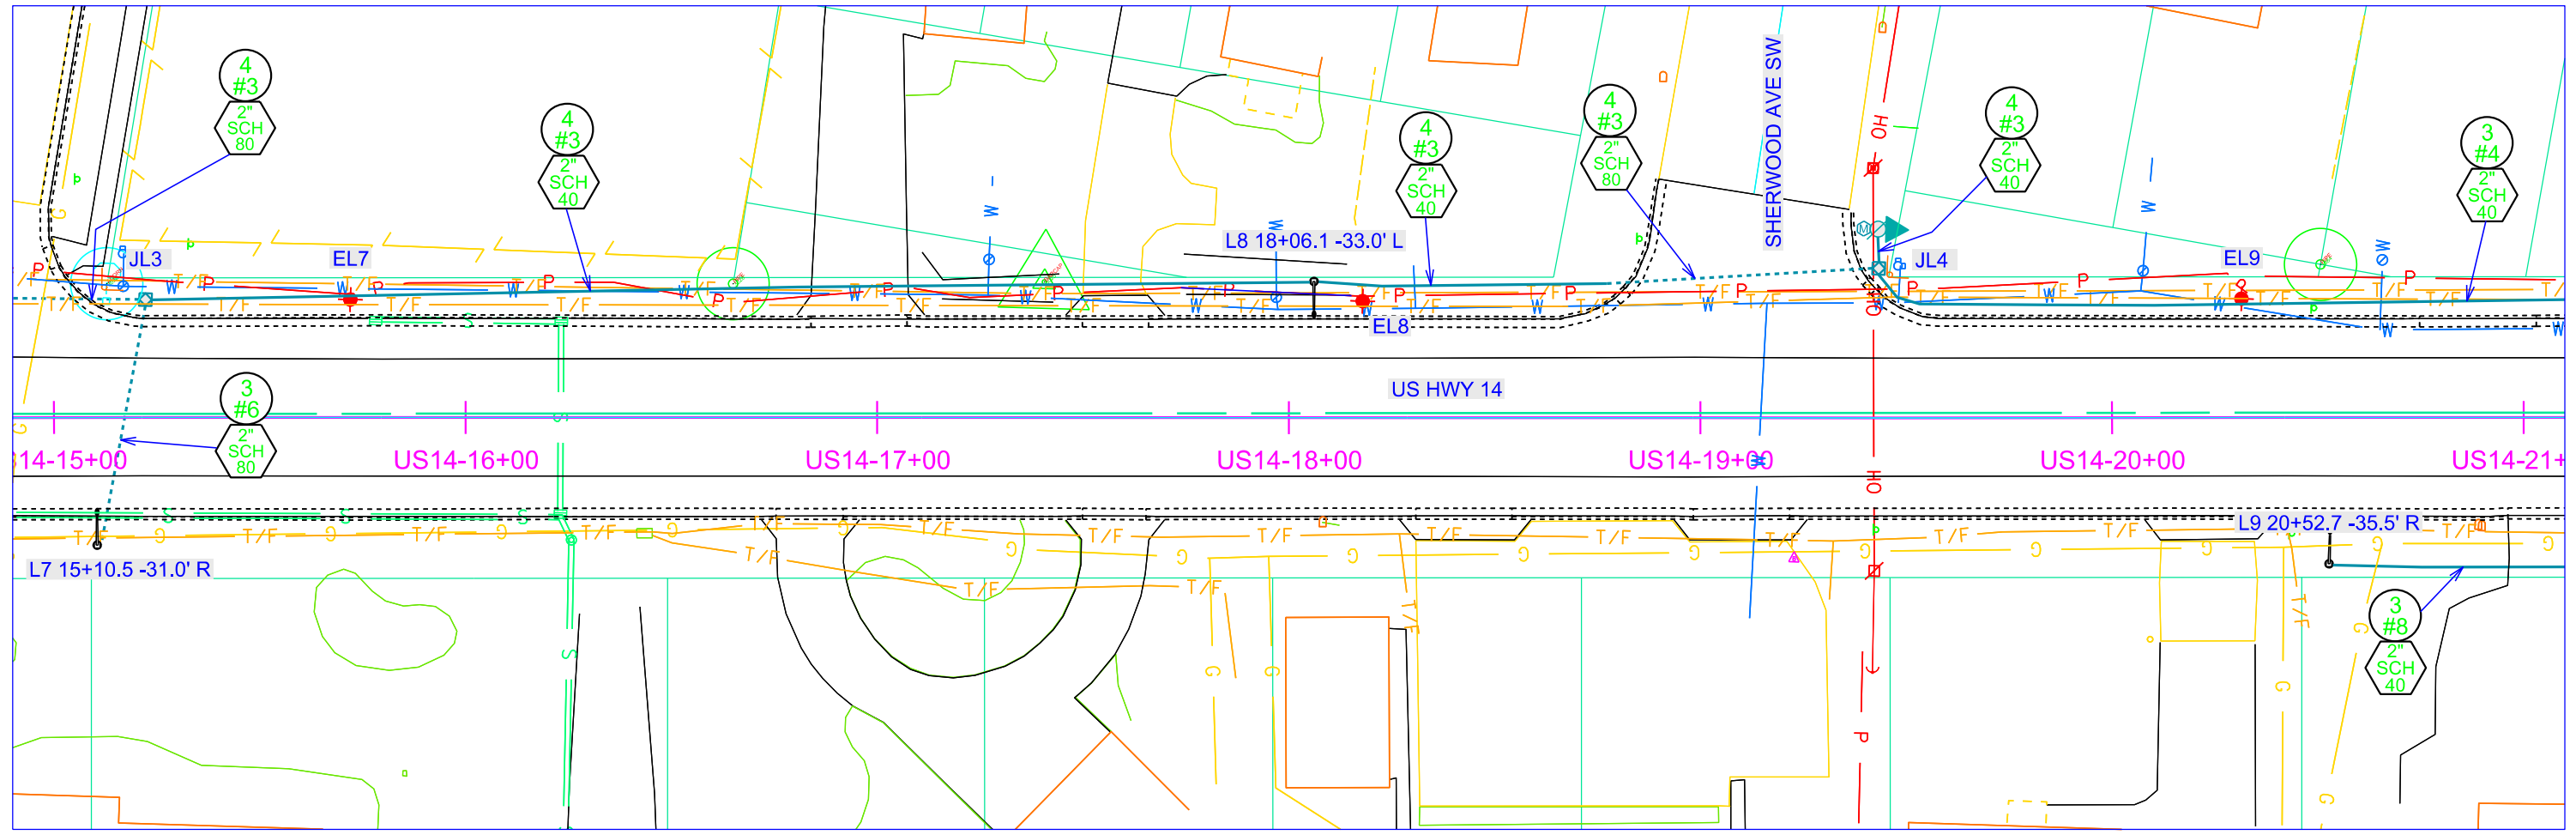 4
#3
2"
SCH
80
4
#3
2"
SCH
40
4
#3
2"
SCH
40
4
#3
2"
SCH
80
4
#3
2"
SCH
40
3
#4
2"
SCH
40
SHERWOOD AVE SW
JL3
EL7
L8 18+06.1 -33.0' L
EL8
JL4
EL9
US HWY 14
3
#6
2"
SCH
80
14-15+00
US14-16+00
US14-17+00
US14-18+00
US14-19+00
US14-20+00
US14-21+
L7 15+10.5 -31.0' R
L9 20+52.7 -35.5' R
3
#8
2"
SCH
40
P
P
P
P
P
P
P
P
P
P
P
P
P
T/F
T/F
T/F
T/F
T/F
T/F
T/F
T/F
W
W
W
W
W
W
W
W
W
W
OH
OH
S
S
S
S
S
G
G
G
G
G
G
G
G